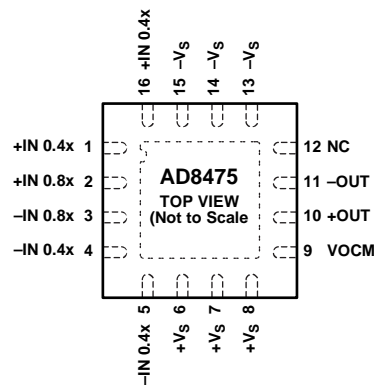 16 +IN 0.4x
15 –VS
14 –VS
13 –VS
+IN 0.4x 1
+IN 0.8x 2
–IN 0.8x 3
–IN 0.4x 4
AD8475
TOP VIEW
(Not to Scale
12 NC
11 –OUT
10 +OUT
9 VOCM
–IN 0.4x 5
+VS 6
+VS 7
+VS 8